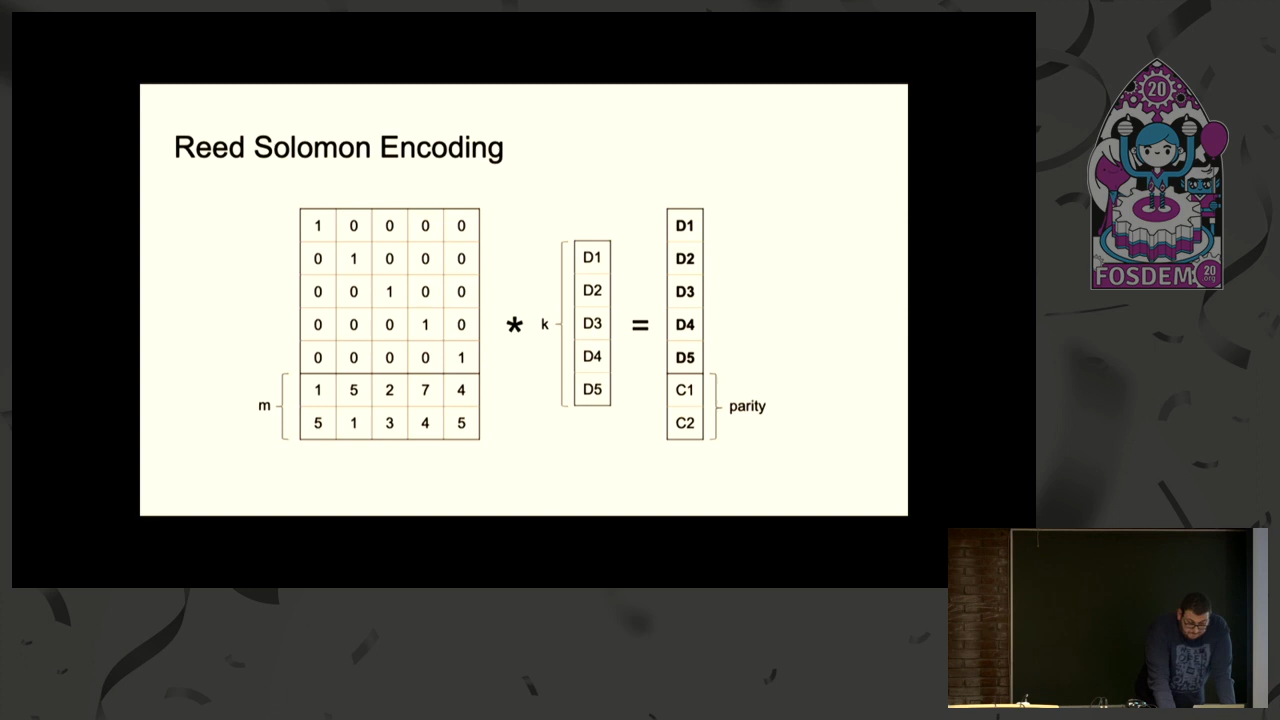 Reed Solomon Encoding
1 0 0 0 0
0 1 0 0 0
0 0 1 0 0
0 0 0 1 0
0 0 0 0 1
m
1 5 2 7 4
5 1 3 4 5
*
k
D1
D2
D3
D4
D5
=
D1
D2
D3
D4
D5
C1
C2
parity
20
FOSDEM
20
.org